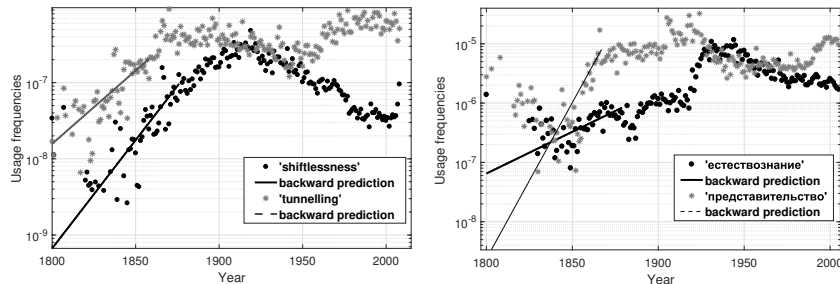 Usage frequencies
10-7
10-8
10-9
'shiftlessness'
backward prediction
'tunnelling'
backward prediction
1800 1850 1900 1950 2000
Year
Usage frequencies
10-5
10-6
10-7
10-8
'естествознание'
backward prediction
'представительство'
backward prediction
1800 1850 1900 1950 2000
Year